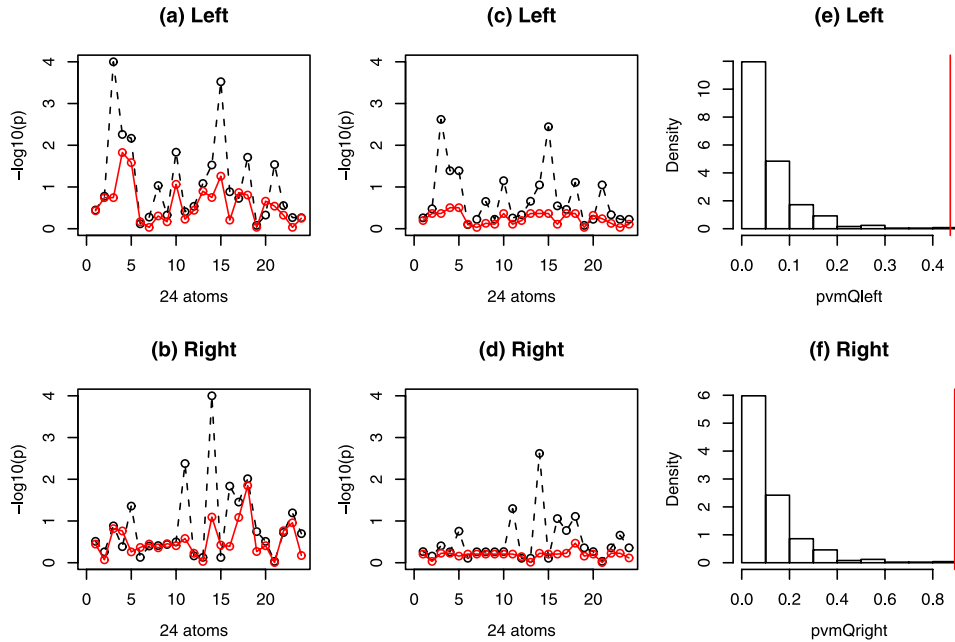 (a) Left
(c) Left
(e) Left
−log10(p)
0 1 2 3 4
0 5 10 15 20
24 atoms
−log10(p)
0 1 2 3 4
0 5 10 15 20
24 atoms
Density
0 2 4 6 8 10
0.0 0.1 0.2 0.3 0.4
pvmQleft
(b) Right
(d) Right
(f) Right
−log10(p)
0 1 2 3 4
0 5 10 15 20
24 atoms
−log10(p)
0 1 2 3 4
0 5 10 15 20
24 atoms
Density
0 1 2 3 4 5 6
0.0 0.2 0.4 0.6 0.8
pvmQright